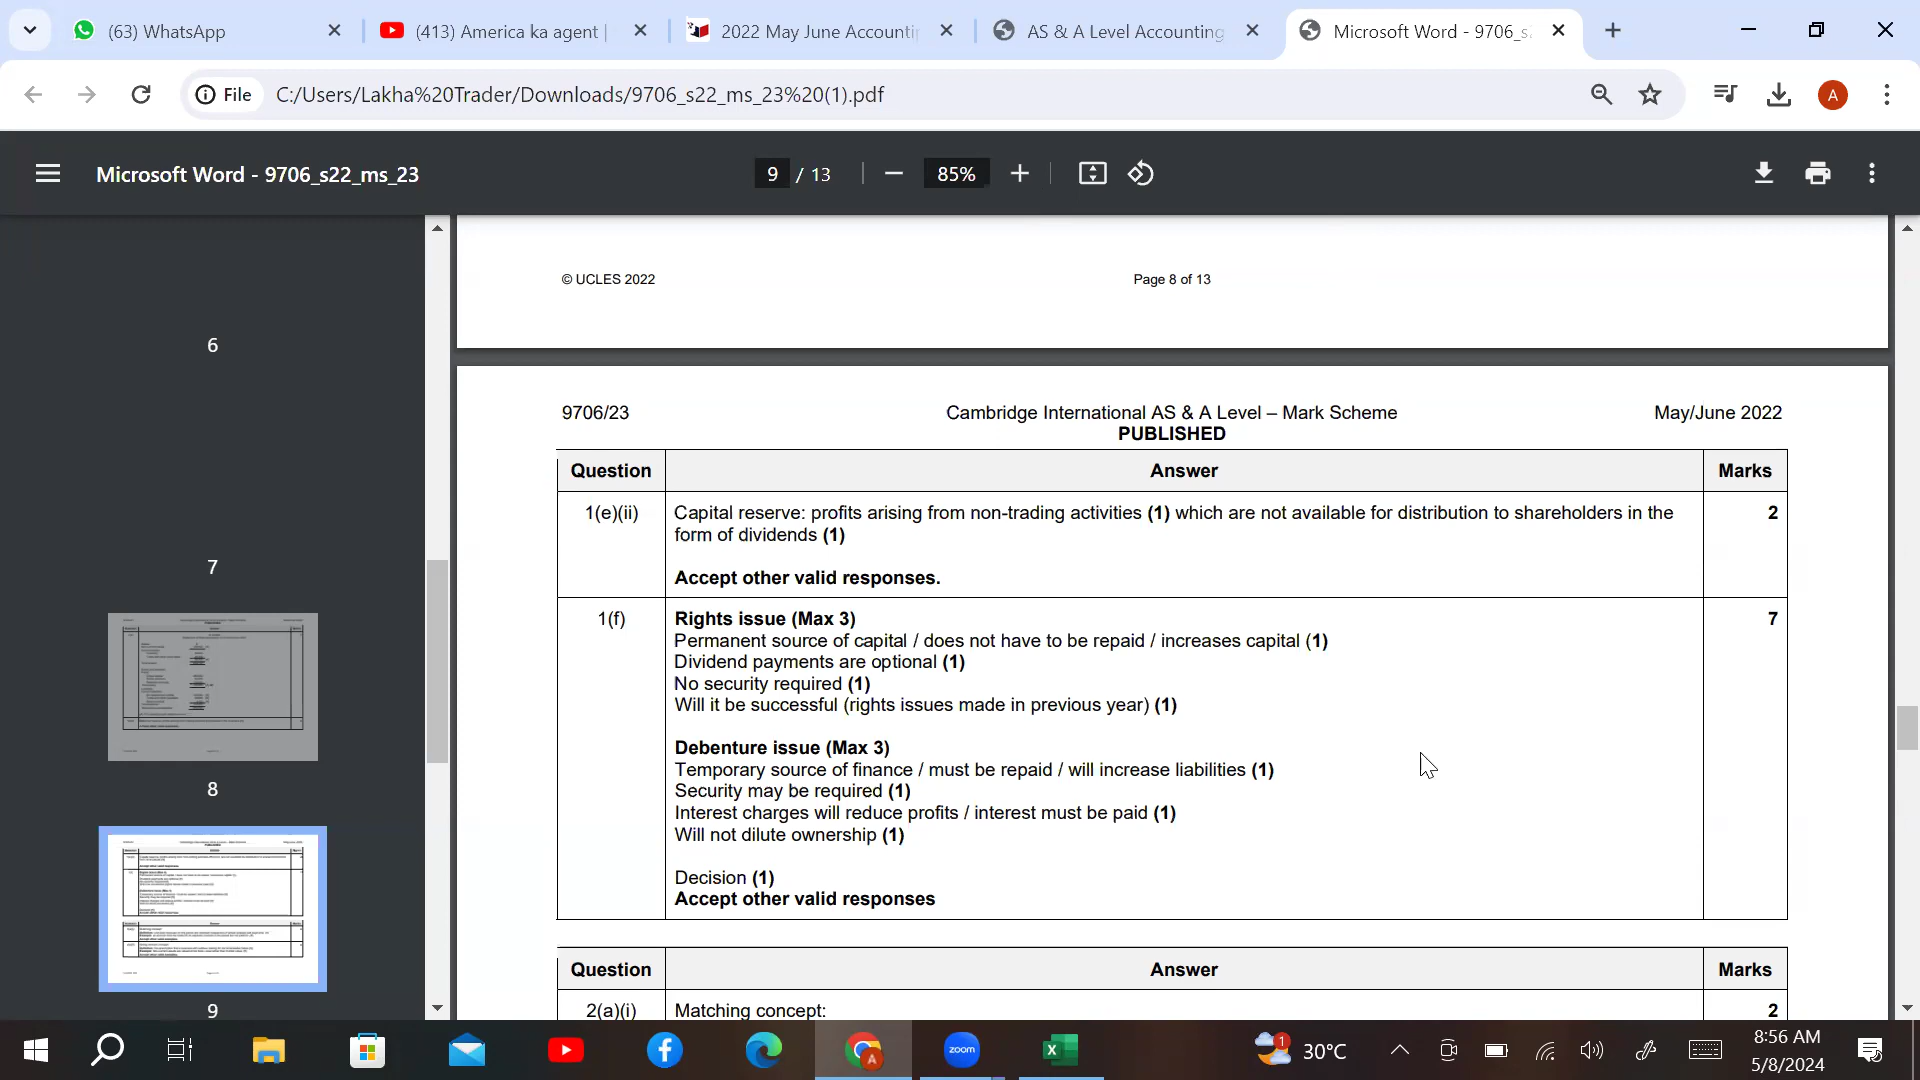 (63) WhatsApp
(413) America ka agent |
2022 May June Accounti
AS & A Level Accounting
Microsoft Word - 9706_s
File
C:/Users/Lakha%20Trader/Downloads/9706_s22_ms_23%20(1).pdf
A
Microsoft Word - 9706_s22_ms_23
9 / 13
85%
6
7
8
9
© UCLES 2022
Page 8 of 13
9706/23
Cambridge International AS & A Level – Mark Scheme
May/June 2022
PUBLISHED
Question Answer Marks
1(e)(ii) Capital reserve: profits arising from non-trading activities (1) which are not available for distribution to shareholders in the 2
form of dividends (1)
Accept other valid responses.
1(f) Rights issue (Max 3) 7
Permanent source of capital / does not have to be repaid / increases capital (1)
Dividend payments are optional (1)
No security required (1)
Will it be successful (rights issues made in previous year) (1)
Debenture issue (Max 3)
Temporary source of finance / must be repaid / will increase liabilities (1)
Security may be required (1)
Interest charges will reduce profits / interest must be paid (1)
Will not dilute ownership (1)
Decision (1)
Accept other valid responses
Question Answer Marks
2(a)(i) Matching concept: 2
zoom
A
1
30°C
8:56 AM
5/8/2024